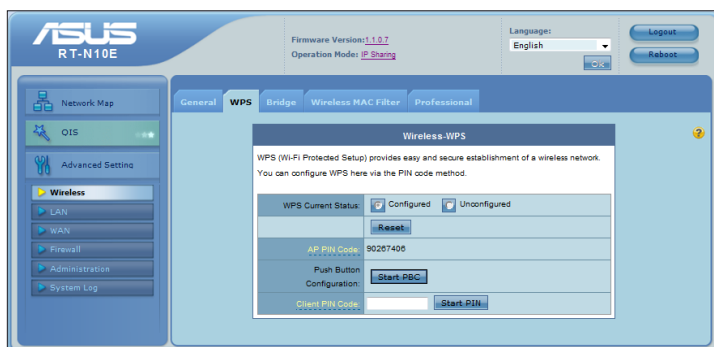 ASUS
RT-N10E
Firmware Version:1.1.0.7
Operation Mode: IP Sharing
Language:
English
OK
Logout
Reboot
Network Map
QIS
Advanced Setting
Wireless
LAN
WAN
Firewall
Administration
System Log
General WPS Bridge Wireless MAC Filter Professional
Wireless-WPS
WPS (Wi-Fi Protected Setup) provides easy and secure establishment of a wireless network.
You can configure WPS here via the PIN code method.
WPS Current Status: Configured Unconfigured
Reset
AP PIN Code: 90267406
Push Button
Configuration:
Start PBC
Client PIN Code: Start PIN